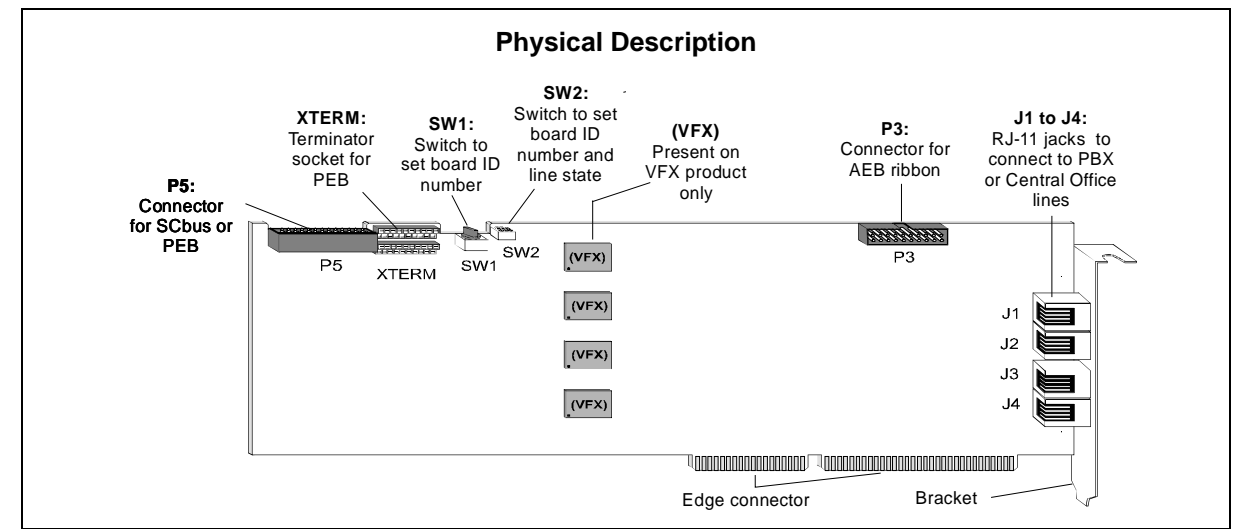 Physical Description
P5:
Connector
for SCbus or
PEB
XTERM:
Terminator
socket for
PEB
SW1:
Switch to
set board ID
number
SW2:
Switch to set
board ID
number and
line state
(VFX)
Present on
VFX product
only
P3:
Connector for
AEB ribbon
J1 to J4:
RJ-11 jacks to
connect to PBX
or Central Office
lines
P5
XTERM
SW1
SW2
(VFX)
(VFX)
(VFX)
(VFX)
P3
J1
J2
J3
J4
Edge connector
Bracket